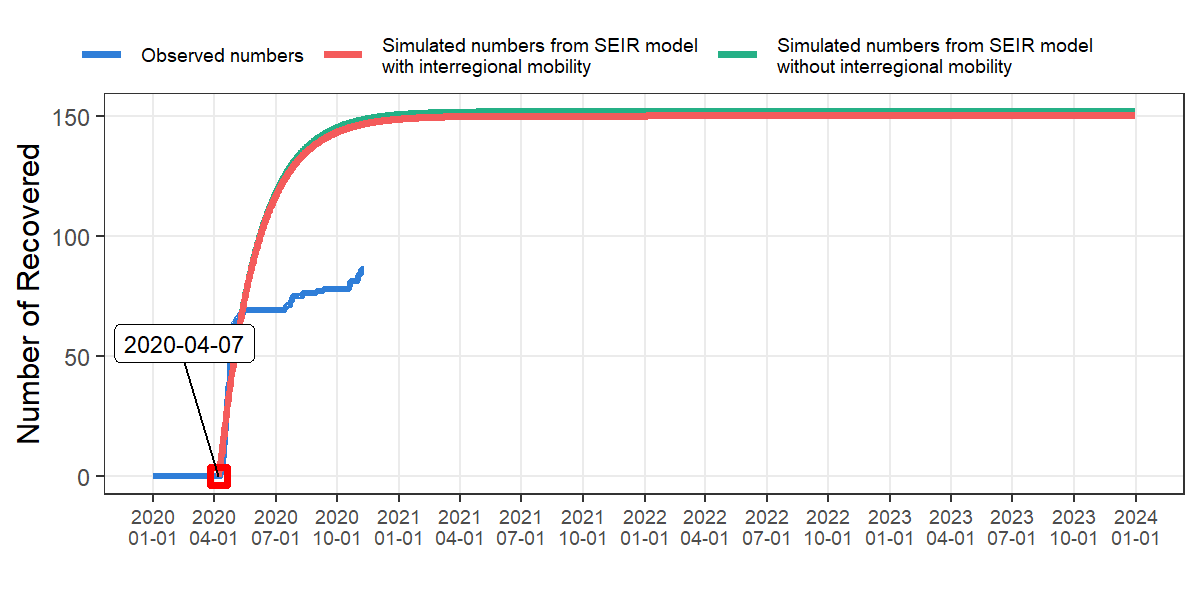 Observed numbers
Simulated numbers from SEIR model
with interregional mobility
Simulated numbers from SEIR model
without interregional mobility
Number of Recovered
150
100
50
0
2020-04-07
2020 2020 2020 2020 2021 2021 2021 2021 2022 2022 2022 2022 2023 2023 2023 2023 2024
01-01 04-01 07-01 10-01 01-01 04-01 07-01 10-01 01-01 04-01 07-01 10-01 01-01 04-01 07-01 10-01 01-01